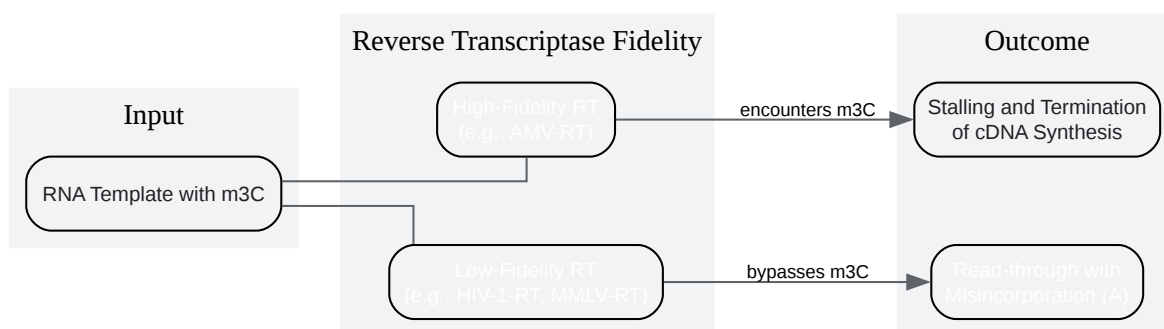 Input
RNA Template with m3C
Reverse Transcriptase Fidelity
High-Fidelity RT
(e.g., AMV-RT)
Low-Fidelity RT
(e.g., HIV-1-RT, MMLV-RT)
encounters m3C
bypasses m3C
Outcome
Stalling and Termination
of cDNA Synthesis
Read-through with
Misincorporation (A)